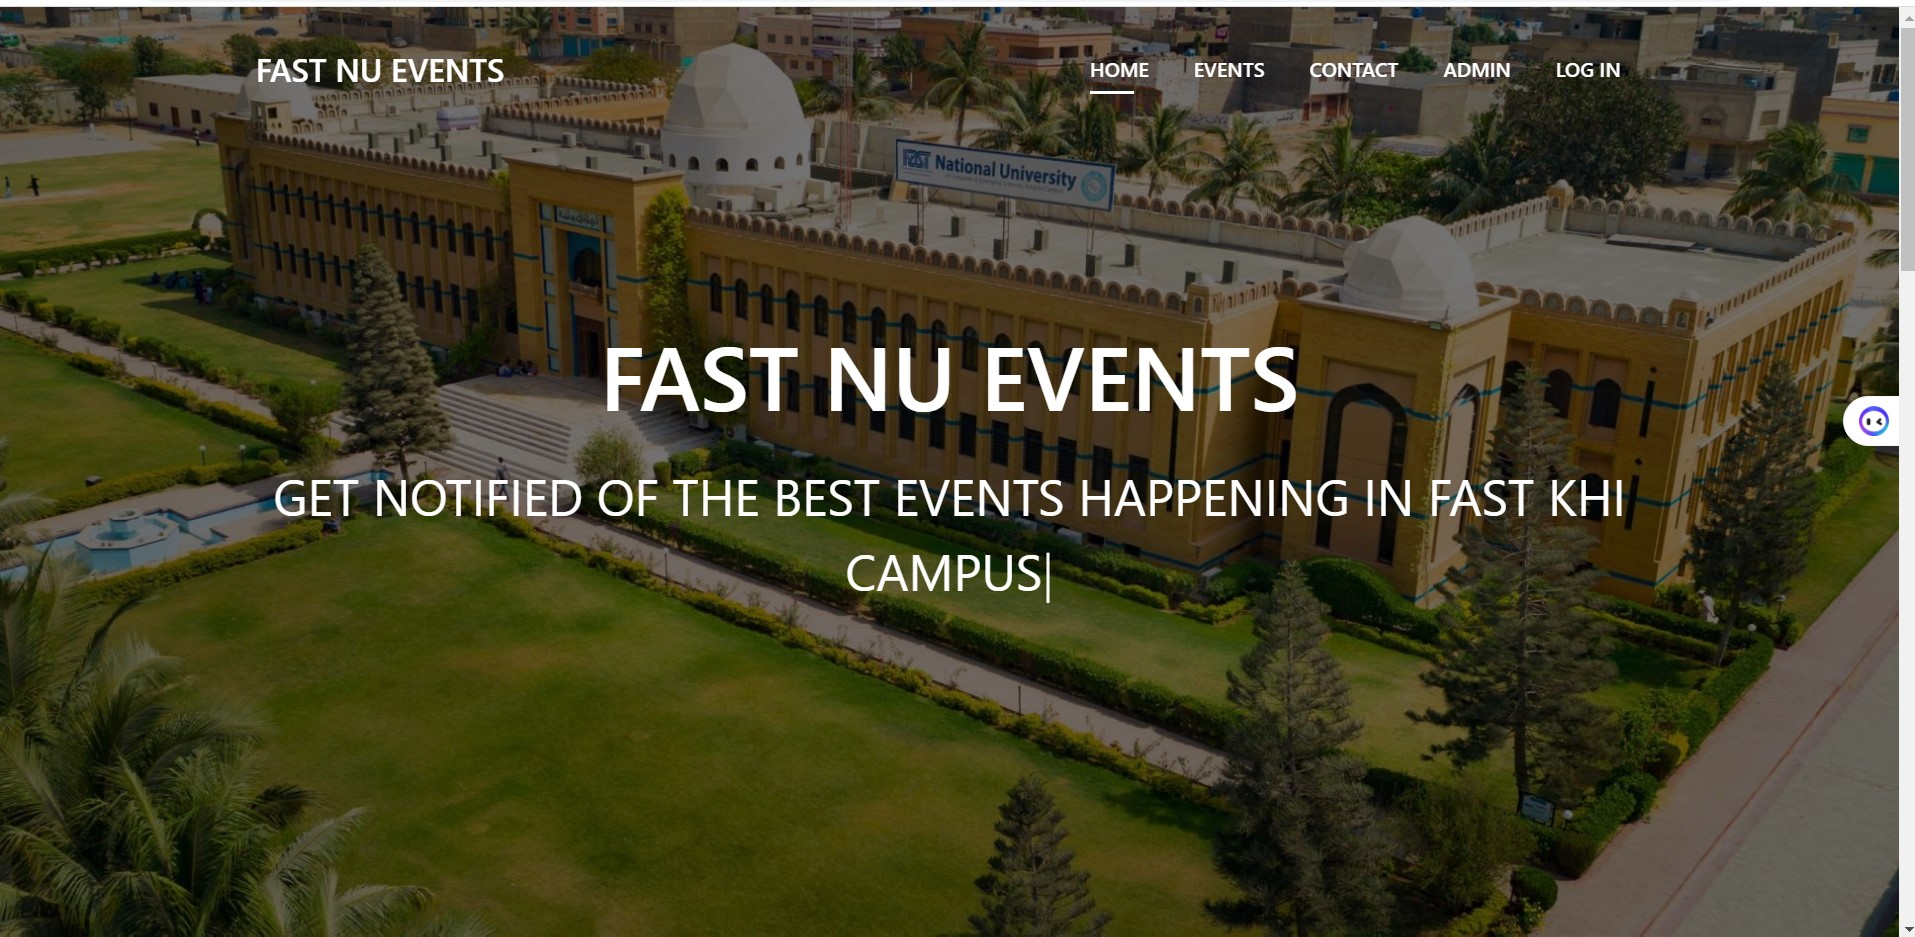 FAST NU EVENTS
HOME EVENTS CONTACT ADMIN LOG IN
FAST National University
FAST NU EVENTS
GET NOTIFIED OF THE BEST EVENTS HAPPENING IN FAST KHI
CAMPUS